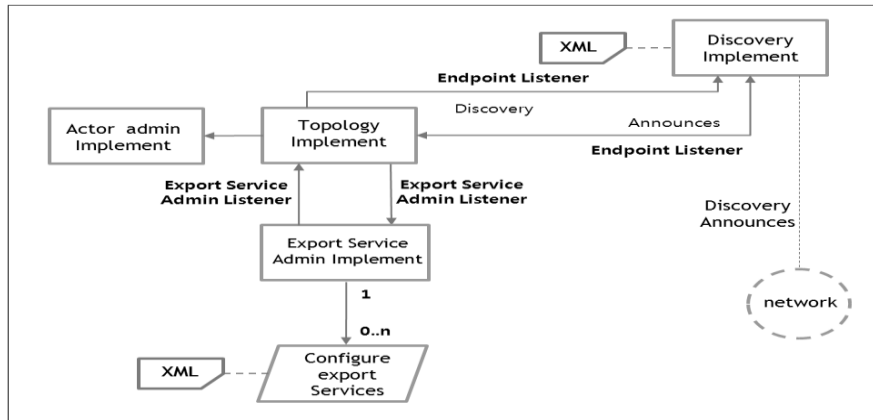 XML
Discovery
Implement
Endpoint Listener
Discovery
Actor admin
Implement
Topology
Implement
Announces
Endpoint Listener
Export Service
Admin Listener
Export Service
Admin Listener
Discovery
Announces
Export Service
Admin Implement
1
network
0..n
Configure
export
Services
XML